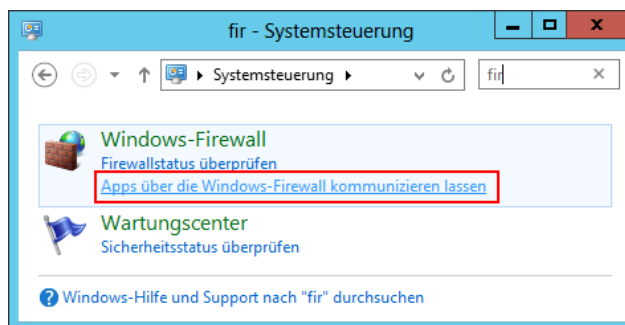 fir - Systemsteuerung
Systemsteuerung
fir
Windows-Firewall
Firewallstatus überprüfen
Apps über die Windows-Firewall kommunizieren lassen
Wartungscenter
Sicherheitsstatus überprüfen
Windows-Hilfe und Support nach "fir" durchsuchen